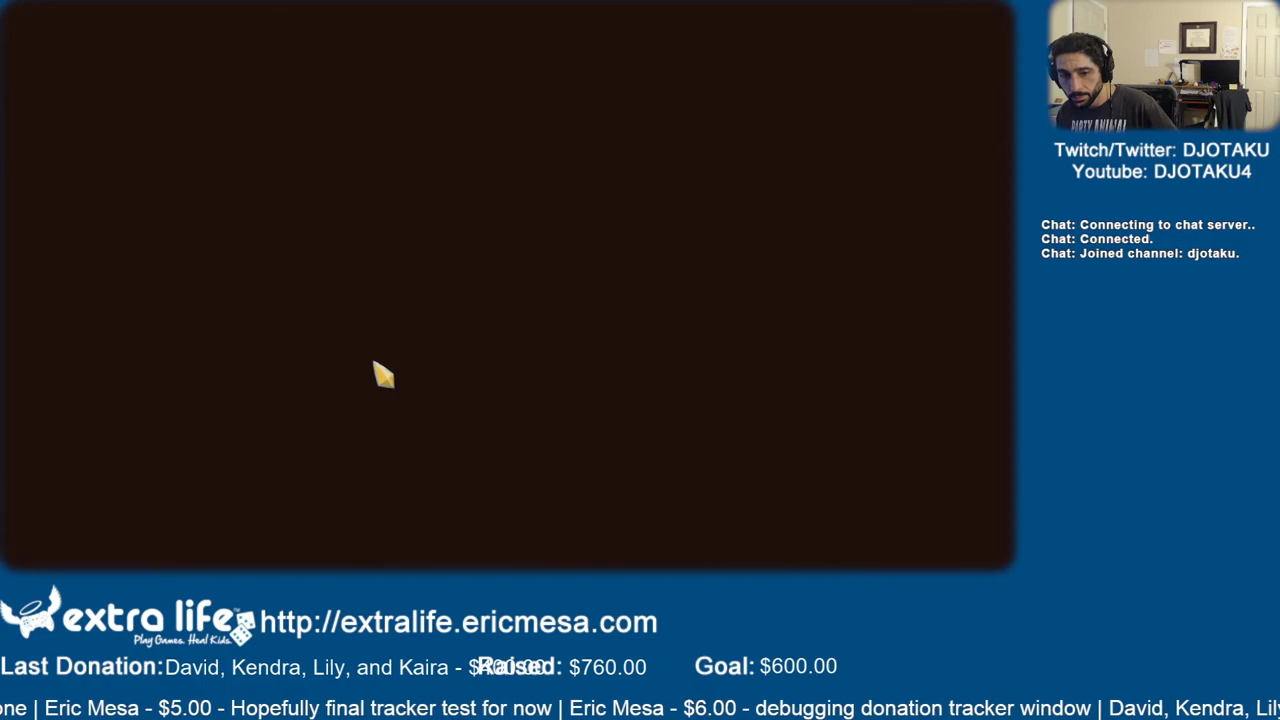 PARTY ANIMAL
Twitch/Twitter: DJOTAKU
Youtube: DJOTAKU4
Chat: Connecting to chat server..
Chat: Connected.
Chat: Joined channel: djotaku.
extra life
Play Games. Heal Kids.
http://extralife.ericmesa.com
Last Donation: David, Kendra, Lily, and Kaira - Raised: $760.00 Goal: $600.00
one | Eric Mesa - $5.00 - Hopefully final tracker test for now | Eric Mesa - $6.00 - debugging donation tracker window | David, Kendra, Lily